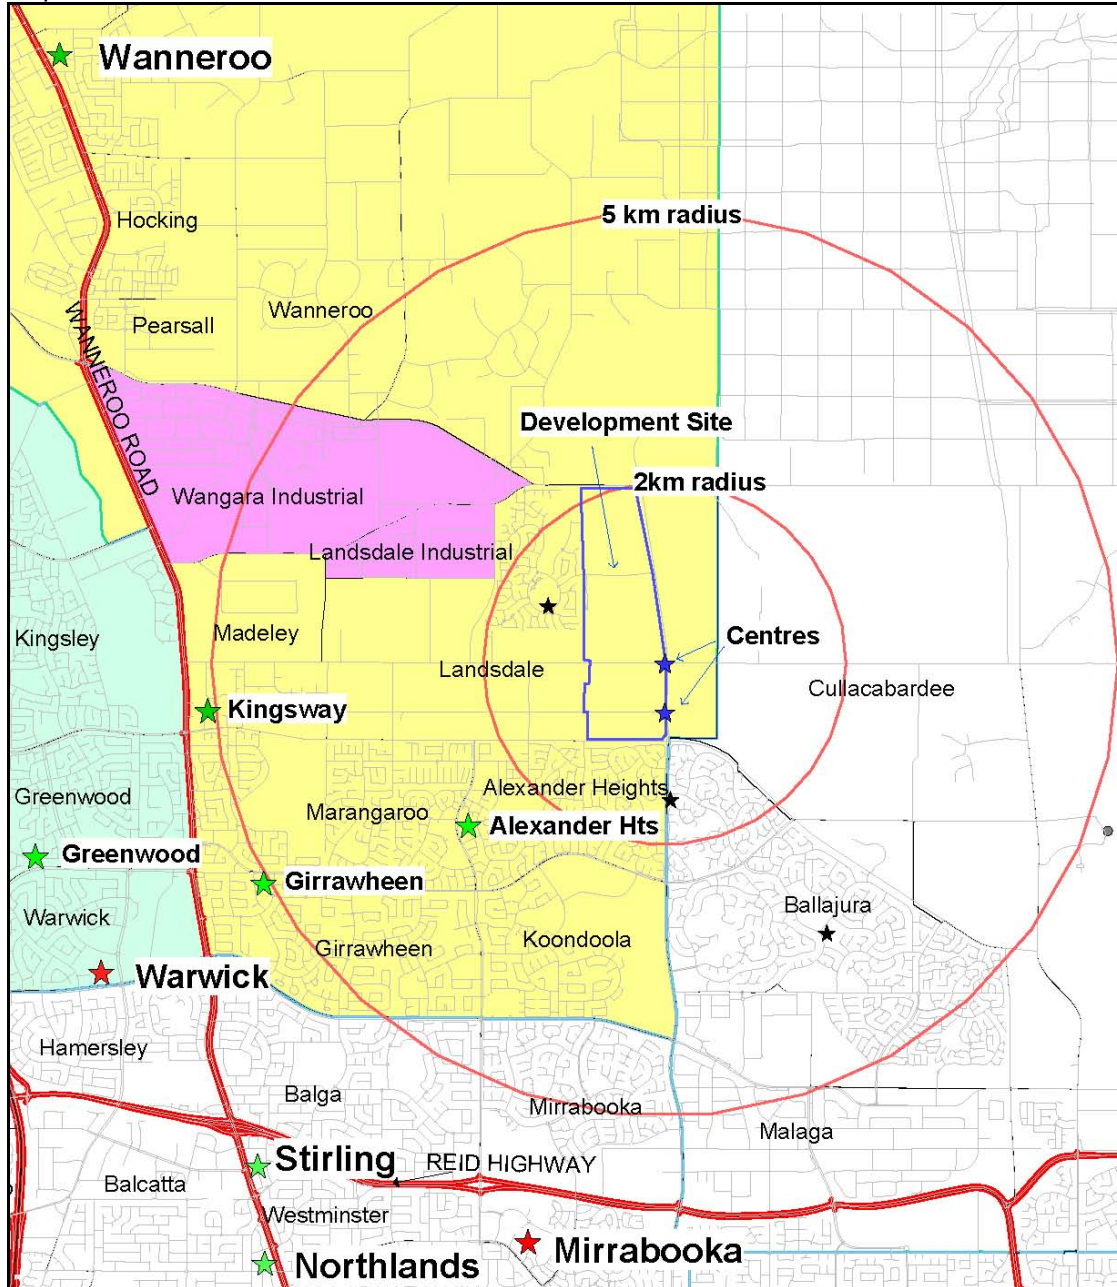 Wanneroo
Hocking
5 km radius
Wanneroo
Pearsall
WANNEROO ROAD
Development Site
2km radius
Wangara Industrial
Landsdale Industrial
Kingsley
Madeley
Centres
Landsdale
Cullacabardee
Kingsway
Greenwood
Alexander Heights
Marangaroo
Alexander Hts
Greenwood
Girrawheen
Warwick
Ballajura
Koondoola
Girrawheen
Warwick
Hamersley
Balga
Mirrabooka
Malaga
Stirling
REID HIGHWAY
Balcatta
Westminster
Mirrabooka
Northlands